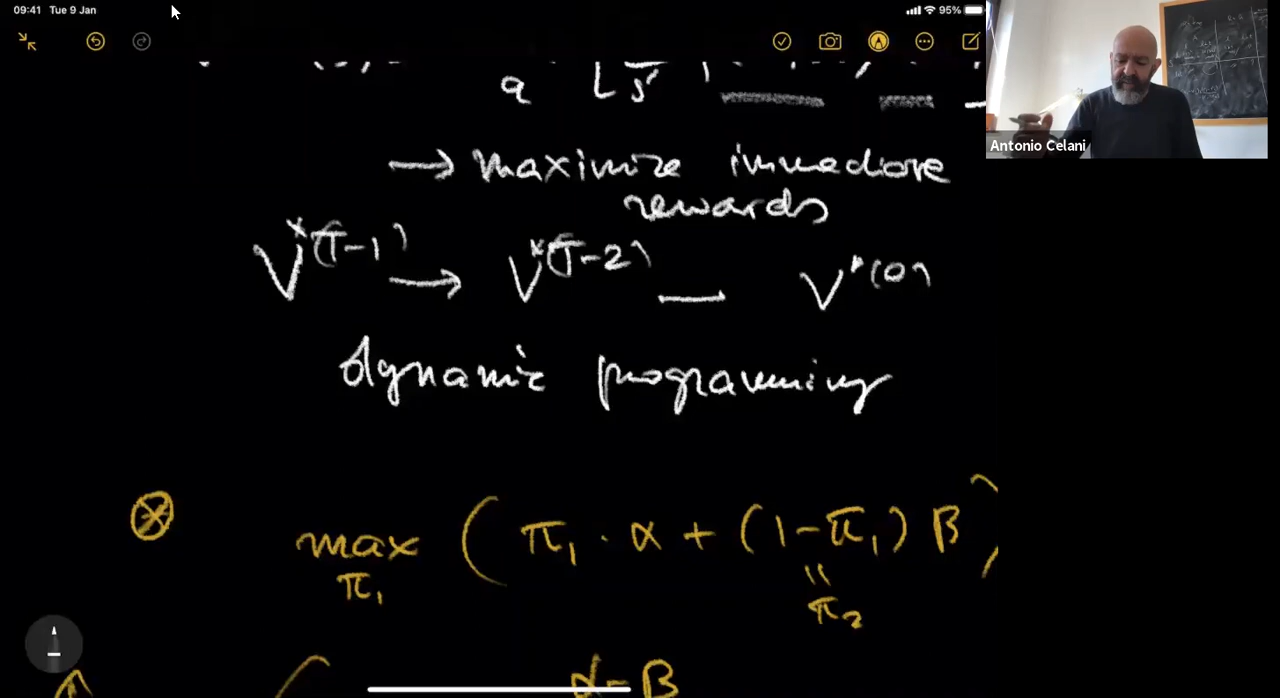 09:41 Tue 9 Jan
95%
Antonio Celani
a [ s'
→ maximize immediate
rewards
V*(T-1) → V*(T-2) — V*(0)
dynamic programming
⊗ max ( π₁ · α + (1-π₁) β )
π₁ "
π₂
( α-β